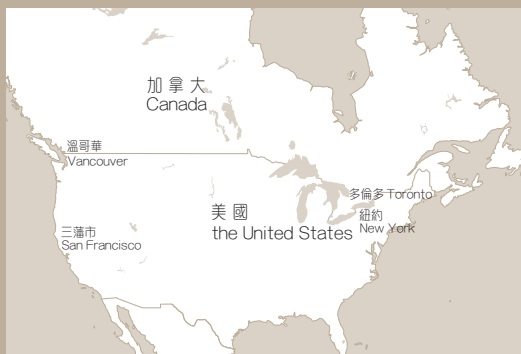 加拿大
Canada
溫哥華
Vancouver
多倫多 Toronto
美國
the United States
紐約
New York
三藩市
San Francisco